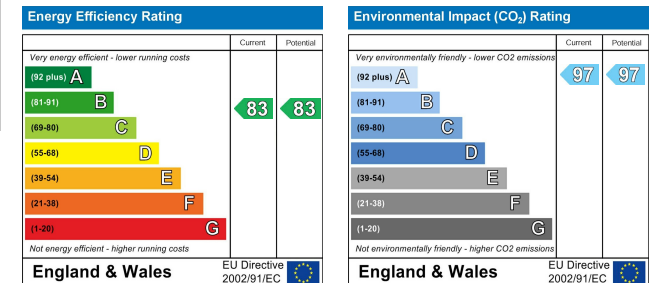 Energy Efficiency Rating
Current Potential
Very energy efficient - lower running costs
(92 plus) A
(81-91) B
83 83
(69-80) C
(55-68) D
(39-54) E
(21-38) F
(1-20) G
Not energy efficient - higher running costs
England & Wales
EU Directive
2002/91/EC
Environmental Impact (CO₂) Rating
Current Potential
Very environmentally friendly - lower CO2 emissions
(92 plus) A
97 97
(81-91) B
(69-80) C
(55-68) D
(39-54) E
(21-38) F
(1-20) G
Not environmentally friendly - higher CO2 emissions
England & Wales
EU Directive
2002/91/EC